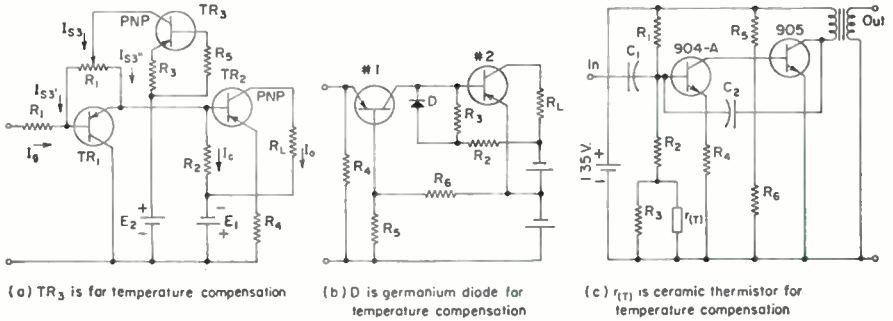 (a)
TR3
PNP
IS3
IS3"
R1
R3
R5
TR2
PNP
IS3'
R1
Ig
TR1
R2
Ic
RL
Io
E2
+
-
-
E1
+
R4
(a) TR3 is for temperature compensation
#1
#2
D
R3
RL
R2
R4
R6
R5
(b) D is germanium diode for
temperature compensation
(c)
R1
R5
905
Out
C1
904-A
In
C2
1 35 V.
+
-
R2
R4
R3
r(T)
R6
(c) r(T) is ceramic thermistor for
temperature compensation